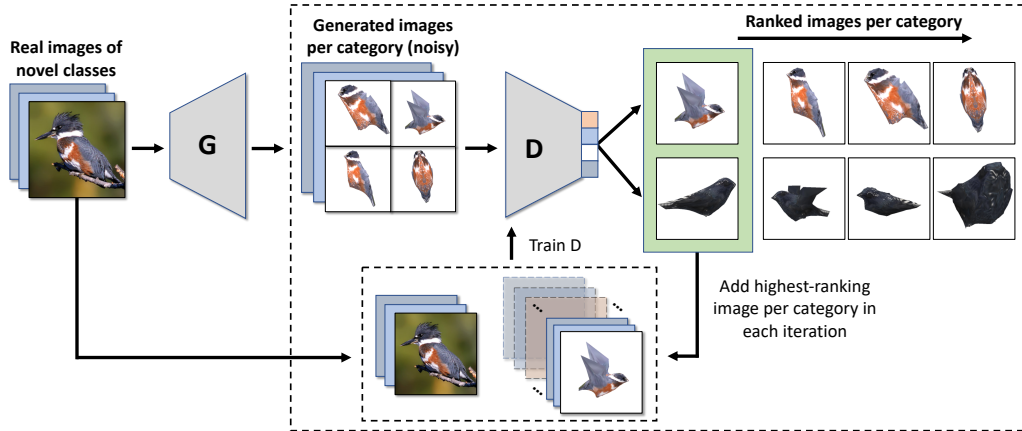 Real images of
novel classes
G
Generated images
per category (noisy)
D
Ranked images per category
Train D
Add highest-ranking
image per category in
each iteration